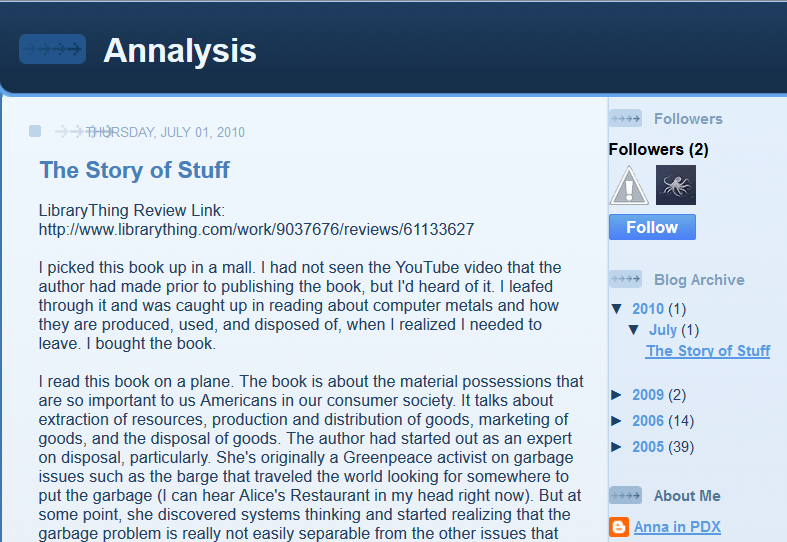 Annalysis
THURSDAY, JULY 01, 2010
The Story of Stuff
LibraryThing Review Link:
http://www.librarything.com/work/9037676/reviews/61133627
I picked this book up in a mall. I had not seen the YouTube video that the
author had made prior to publishing the book, but I'd heard of it. I leafed
through it and was caught up in reading about computer metals and how
they are produced, used, and disposed of, when I realized I needed to
leave. I bought the book.
I read this book on a plane. The book is about the material possessions that
are so important to us Americans in our consumer society. It talks about
extraction of resources, production and distribution of goods, marketing of
goods, and the disposal of goods. The author had started out as an expert
on disposal, particularly. She's originally a Greenpeace activist on garbage
issues such as the barge that traveled the world looking for somewhere to
put the garbage (I can hear Alice's Restaurant in my head right now). But at
some point, she discovered systems thinking and started realizing that the
garbage problem is really not easily separable from the other issues that
Followers
Followers (2)
Follow
Blog Archive
▼ 2010 (1)
▼ July (1)
The Story of Stuff
► 2009 (2)
► 2006 (14)
► 2005 (39)
About Me
Anna in PDX